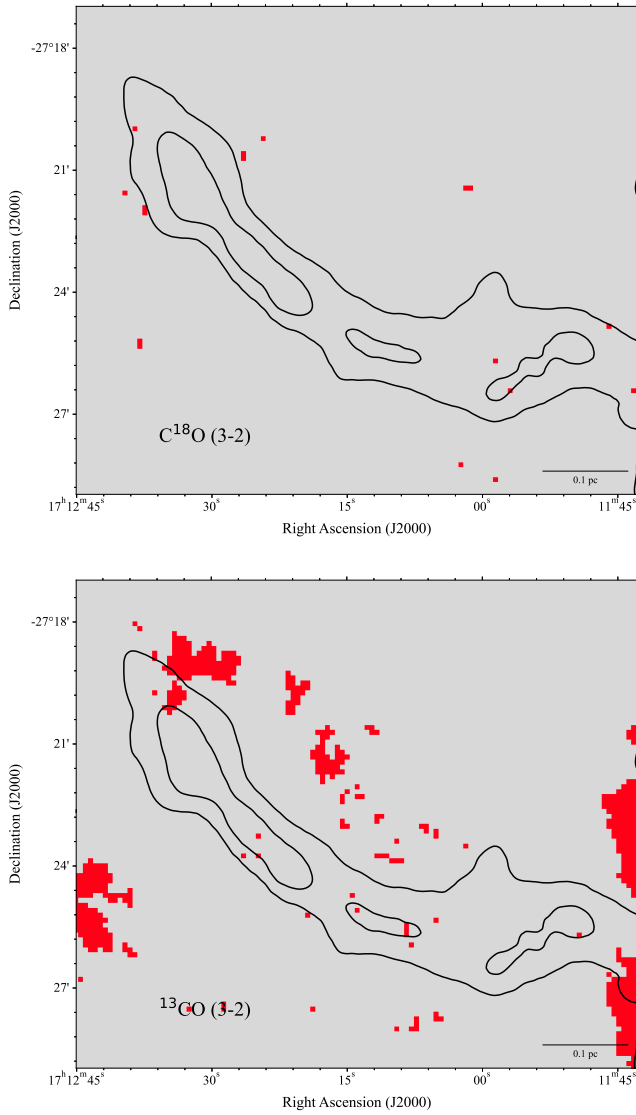 -27°18'
21'
24'
27'
Declination (J2000)
C¹⁸O (3-2)
0.1 pc
17ʰ12ᵐ45ˢ
30ˢ
15ˢ
00ˢ
11ᵐ45ˢ
Right Ascension (J2000)
-27°18'
21'
24'
27'
Declination (J2000)
¹³CO (3-2)
0.1 pc
17ʰ12ᵐ45ˢ
30ˢ
15ˢ
00ˢ
11ᵐ45ˢ
Right Ascension (J2000)